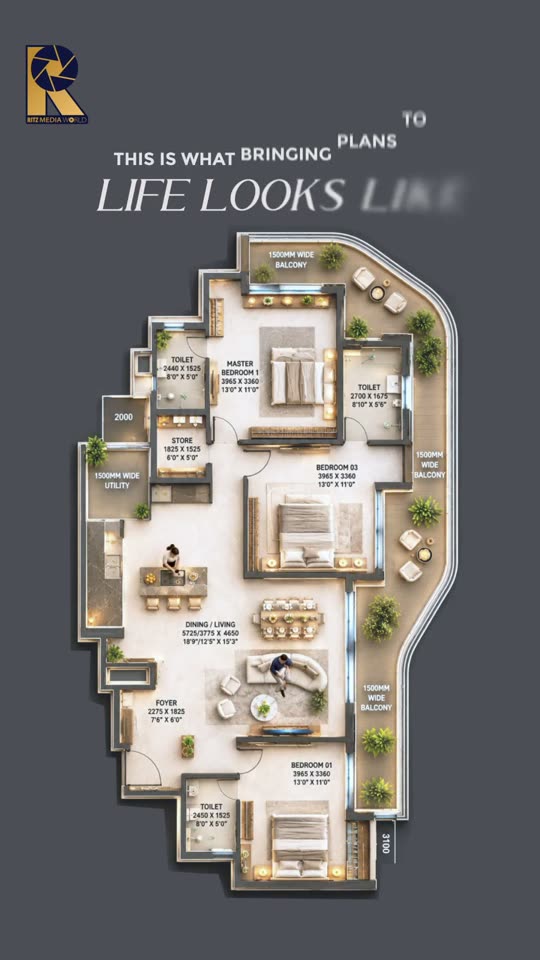 R
RITZ MEDIA WORLD
THIS IS WHAT BRINGING PLANS TO
LIFE LOOKS LIKE
1500MM WIDE
BALCONY
TOILET
2440 X 1525
8'0" X 5'0"
MASTER
BEDROOM 1
3965 X 3360
13'0" X 11'0"
TOILET
2700 X 1675
8'10" X 5'6"
2000
STORE
1825 X 1525
6'0" X 5'0"
1500MM WIDE
UTILITY
BEDROOM 03
3965 X 3360
13'0" X 11'0"
1500MM
WIDE
BALCONY
DINING / LIVING
5725/3775 X 4650
18'9"/12'5" X 15'3"
FOYER
2275 X 1825
7'6" X 6'0"
1500MM
WIDE
BALCONY
BEDROOM 01
3965 X 3360
13'0" X 11'0"
TOILET
2450 X 1525
8'0" X 5'0"
3100